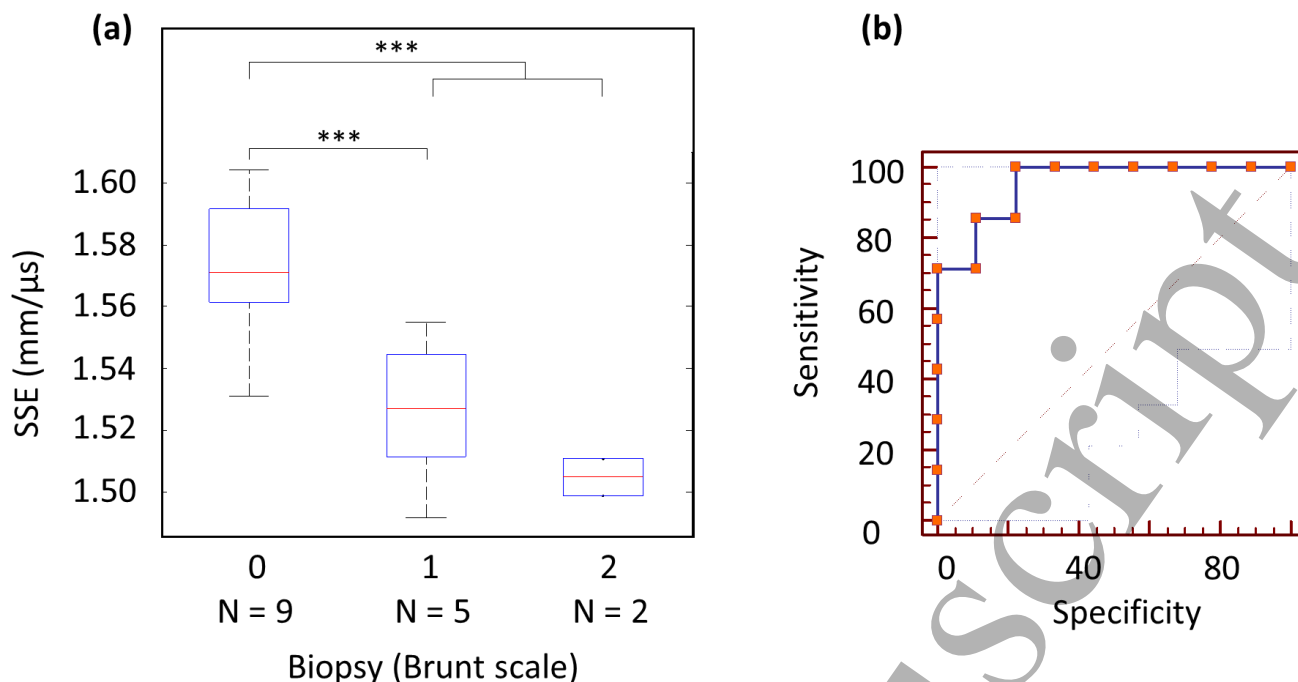 (a)
***
***
SSE (mm/µs)
1.60
1.58
1.56
1.54
1.52
1.50
0 1 2
N = 9 N = 5 N = 2
Biopsy (Brunt scale)
(b)
Sensitivity
100
80
60
40
20
0
0 40 80
Specificity
uscript